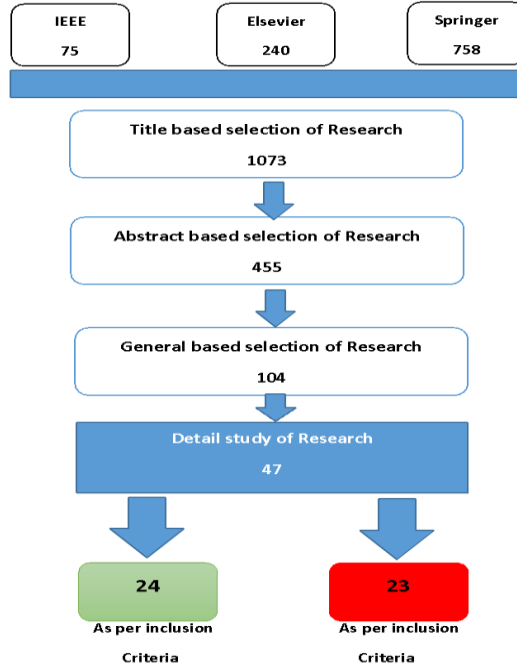 IEEE
75
Elsevier
240
Springer
758
Title based selection of Research
1073
Abstract based selection of Research
455
General based selection of Research
104
Detail study of Research
47
24
As per inclusion
Criteria
23
As per inclusion
Criteria